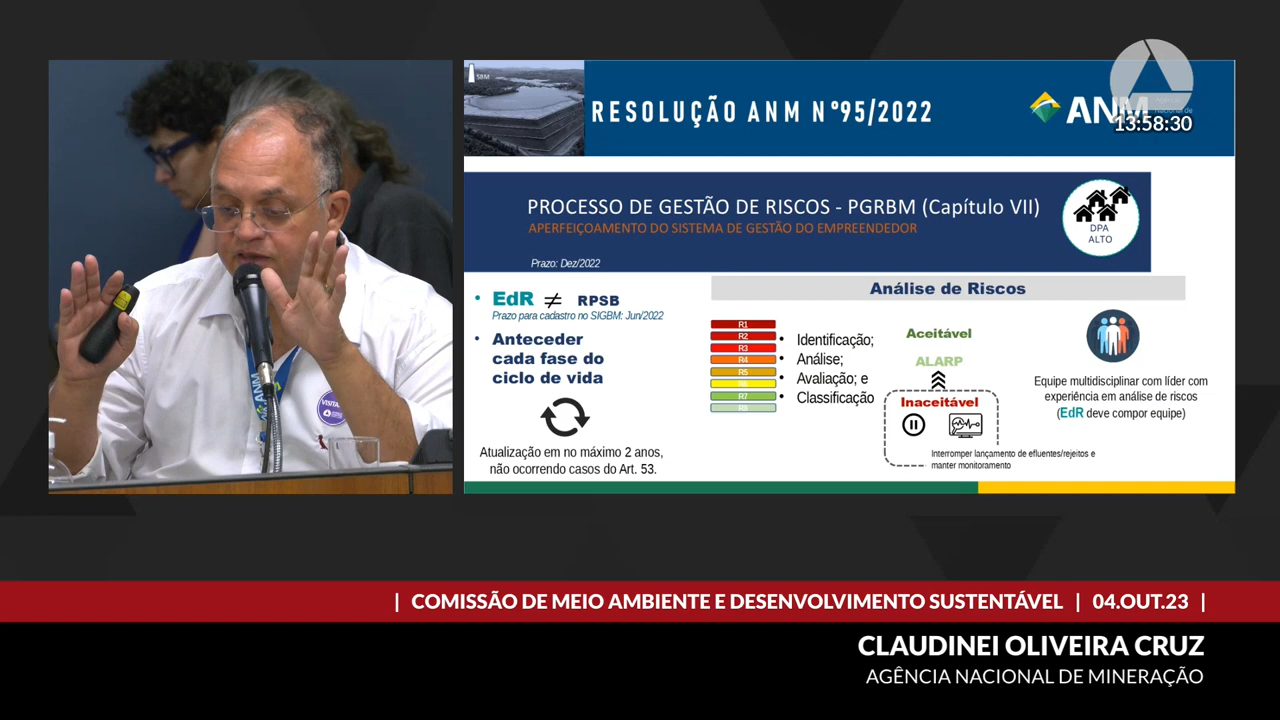 SBM
RESOLUÇÃO ANM Nº95/2022
ANM
13:58:30
PROCESSO DE GESTÃO DE RISCOS - PGRBM (Capítulo VII)
APERFEIÇOAMENTO DO SISTEMA DE GESTÃO DO EMPREENDEDOR
Prazo: Dez/2022
DPA
ALTO
• EdR ≠ RPSB
Prazo para cadastro no SIGBM: Jun/2022
• Anteceder
cada fase do
ciclo de vida
Atualização em no máximo 2 anos,
não ocorrendo casos do Art. 53.
Análise de Riscos
R1
R2
R3
R4
R5
R6
R7
R8
• Identificação;
• Análise;
• Avaliação; e
• Classificação
Aceitável
ALARP
Inaceitável
Interromper lançamento de efluentes/rejeitos e
manter monitoramento
Equipe multidisciplinar com líder com
experiência em análise de riscos
(EdR deve compor equipe)
ANM
VISITA
| COMISSÃO DE MEIO AMBIENTE E DESENVOLVIMENTO SUSTENTÁVEL | 04.OUT.23 |
CLAUDINEI OLIVEIRA CRUZ
AGÊNCIA NACIONAL DE MINERAÇÃO